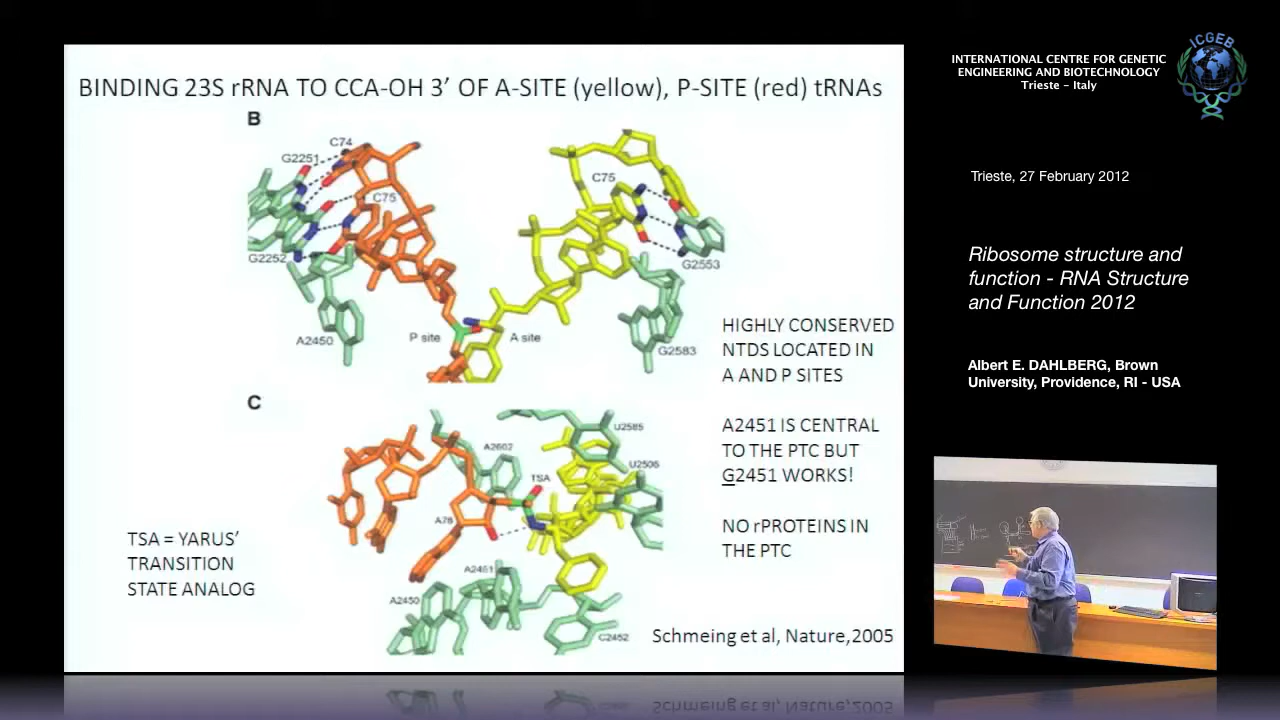 BINDING 23S rRNA TO CCA-OH 3’ OF A-SITE (yellow), P-SITE (red) tRNAs
B
C74
G2251
C75
G2252
A2450
P site
A site
C75
G2553
G2583
HIGHLY CONSERVED
NTDS LOCATED IN
A AND P SITES
A2451 IS CENTRAL
TO THE PTC BUT
G2451 WORKS!
NO rPROTEINS IN
THE PTC
C
A2602
U2585
U2506
TSA
A76
A2451
A2450
C2452
TSA = YARUS’
TRANSITION
STATE ANALOG
Schmeing et al, Nature,2005
INTERNATIONAL CENTRE FOR GENETIC
ENGINEERING AND BIOTECHNOLOGY
Trieste - Italy
ICGEB
Trieste, 27 February 2012
Ribosome structure and
function - RNA Structure
and Function 2012
Albert E. DAHLBERG, Brown
University, Providence, RI - USA